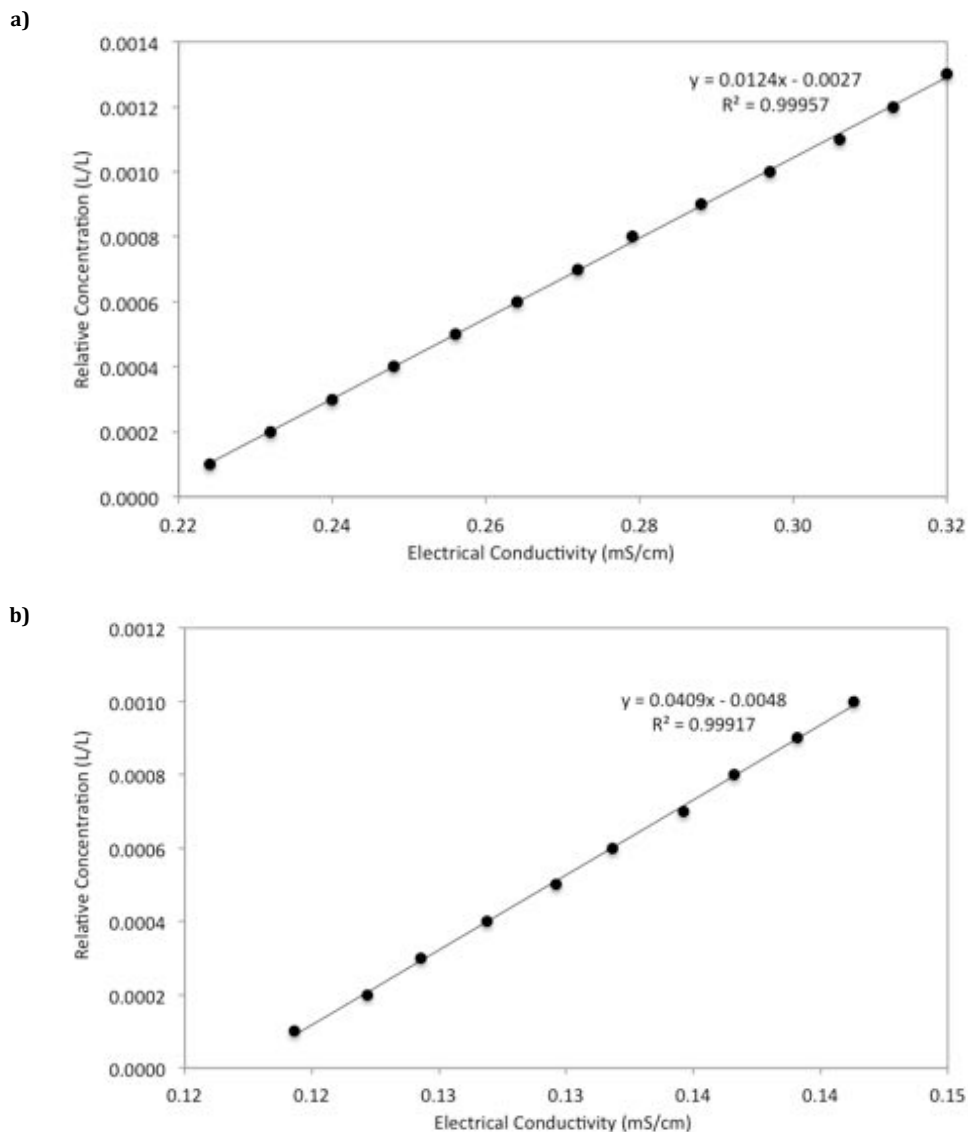 a)
0.0014
y = 0.0124x - 0.0027
R² = 0.99957
0.0012
0.0010
0.0008
0.0006
0.0004
0.0002
0.0000
Relative Concentration (L/L)
0.22 0.24 0.26 0.28 0.30 0.32
Electrical Conductivity (mS/cm)
b)
0.0012
y = 0.0409x - 0.0048
R² = 0.99917
0.0010
0.0008
0.0006
0.0004
0.0002
0.0000
Relative Concentration (L/L)
0.12 0.12 0.13 0.13 0.14 0.14 0.15
Electrical Conductivity (mS/cm)